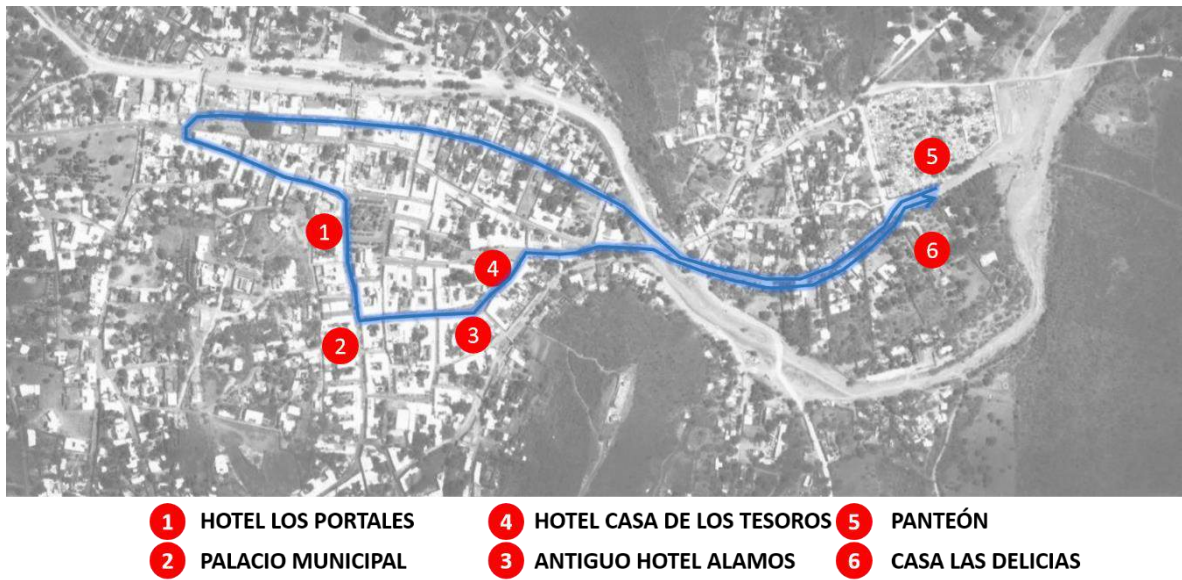 5
1
4
6
3
2
1 HOTEL LOS PORTALES
4 HOTEL CASA DE LOS TESOROS
5 PANTEÓN
2 PALACIO MUNICIPAL
3 ANTIGUO HOTEL ALAMOS
6 CASA LAS DELICIAS